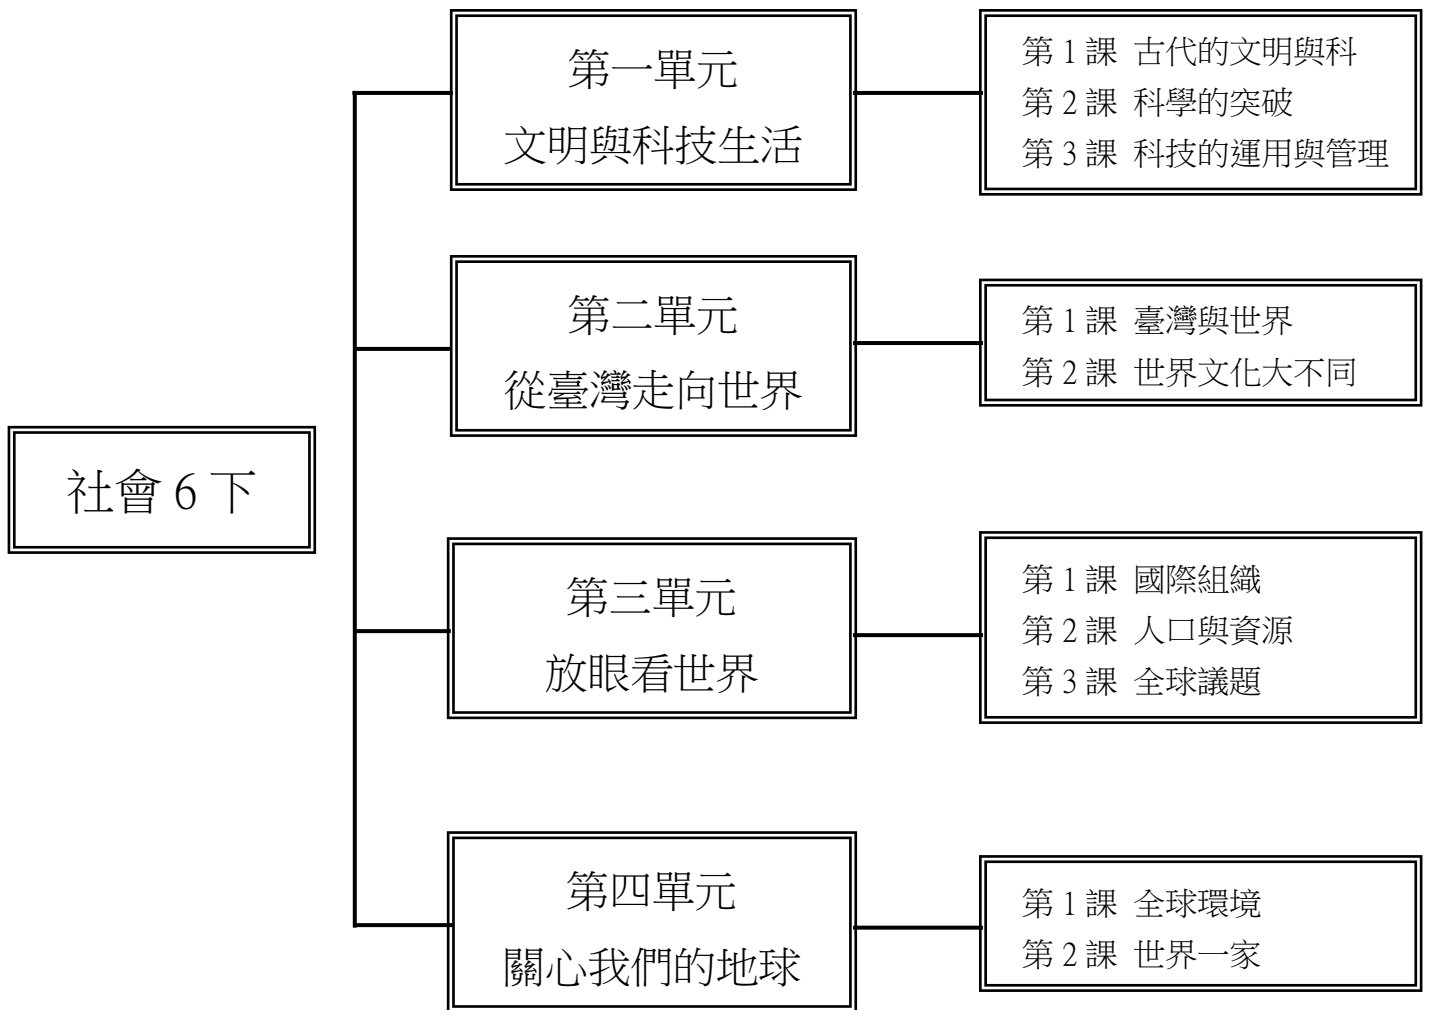 社會 6 下
第一單元
文明與科技生活
第 1 課 古代的文明與科
第 2 課 科學的突破
第 3 課 科技的運用與管理
第二單元
從臺灣走向世界
第 1 課 臺灣與世界
第 2 課 世界文化大不同
第三單元
放眼看世界
第 1 課 國際組織
第 2 課 人口與資源
第 3 課 全球議題
第四單元
關心我們的地球
第 1 課 全球環境
第 2 課 世界一家